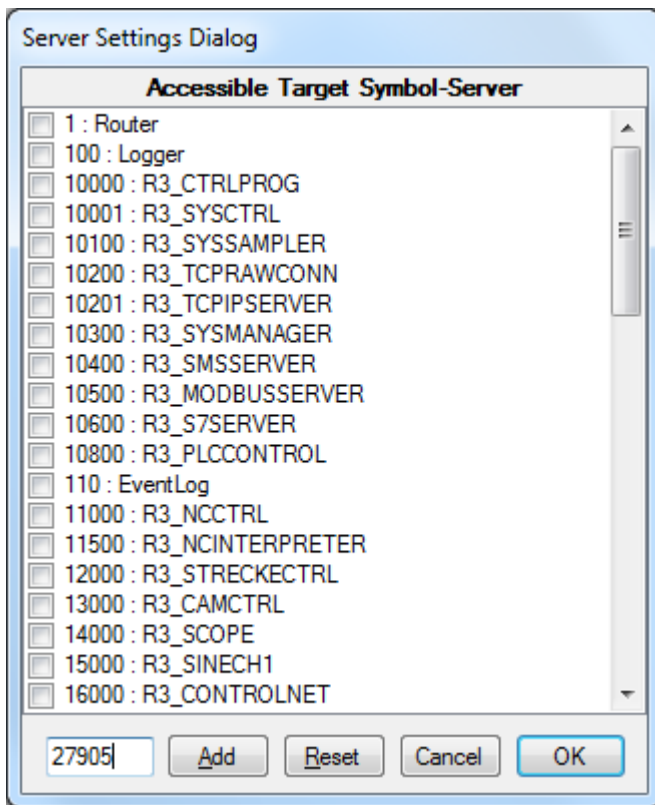 Server Settings Dialog
Accessible Target Symbol-Server
1 : Router
100 : Logger
10000 : R3_CTRLPROG
10001 : R3_SYSCTRL
10100 : R3_SYSSAMPLER
10200 : R3_TCPRAWCONN
10201 : R3_TCPIPSERVER
10300 : R3_SYSMANAGER
10400 : R3_SMSSERVER
10500 : R3_MODBUSSERVER
10600 : R3_S7SERVER
10800 : R3_PLCCONTROL
110 : EventLog
11000 : R3_NCCTRL
11500 : R3_NCINTERPRETER
12000 : R3_STRECKECTRL
13000 : R3_CAMCTRL
14000 : R3_SCOPE
15000 : R3_SINECH1
16000 : R3_CONTROLNET
27905 Add Reset Cancel OK